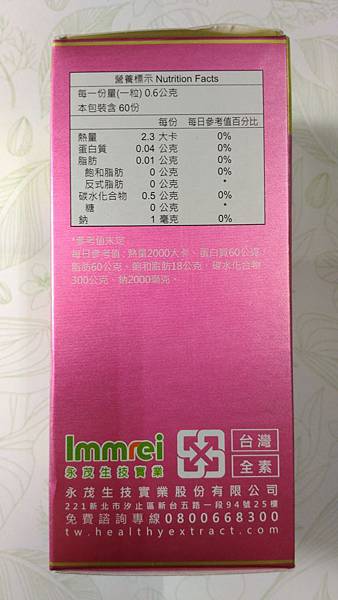 營養標示 Nutrition Facts
每一份量(一粒) 0.6公克
本包裝含 60份
每份 每日參考值百分比
熱量 2.3 大卡 0%
蛋白質 0.04 公克 0%
脂肪 0.01 公克 0%
飽和脂肪 0 公克 0%
反式脂肪 0 公克 *
碳水化合物 0.5 公克 0%
糖 0 公克 *
鈉 1 毫克 0%
*參考值未定
每日參考值:熱量2000大卡、蛋白質60公克、
脂肪60公克、飽和脂肪18公克、碳水化合物
300公克、鈉2000毫克。
Immrei
永茂生技實業
台灣
全素
永茂生技實業股份有限公司
221新北市汐止區新台五路一段94號25樓
免費諮詢專線0800668300
tw.healthyextract.com